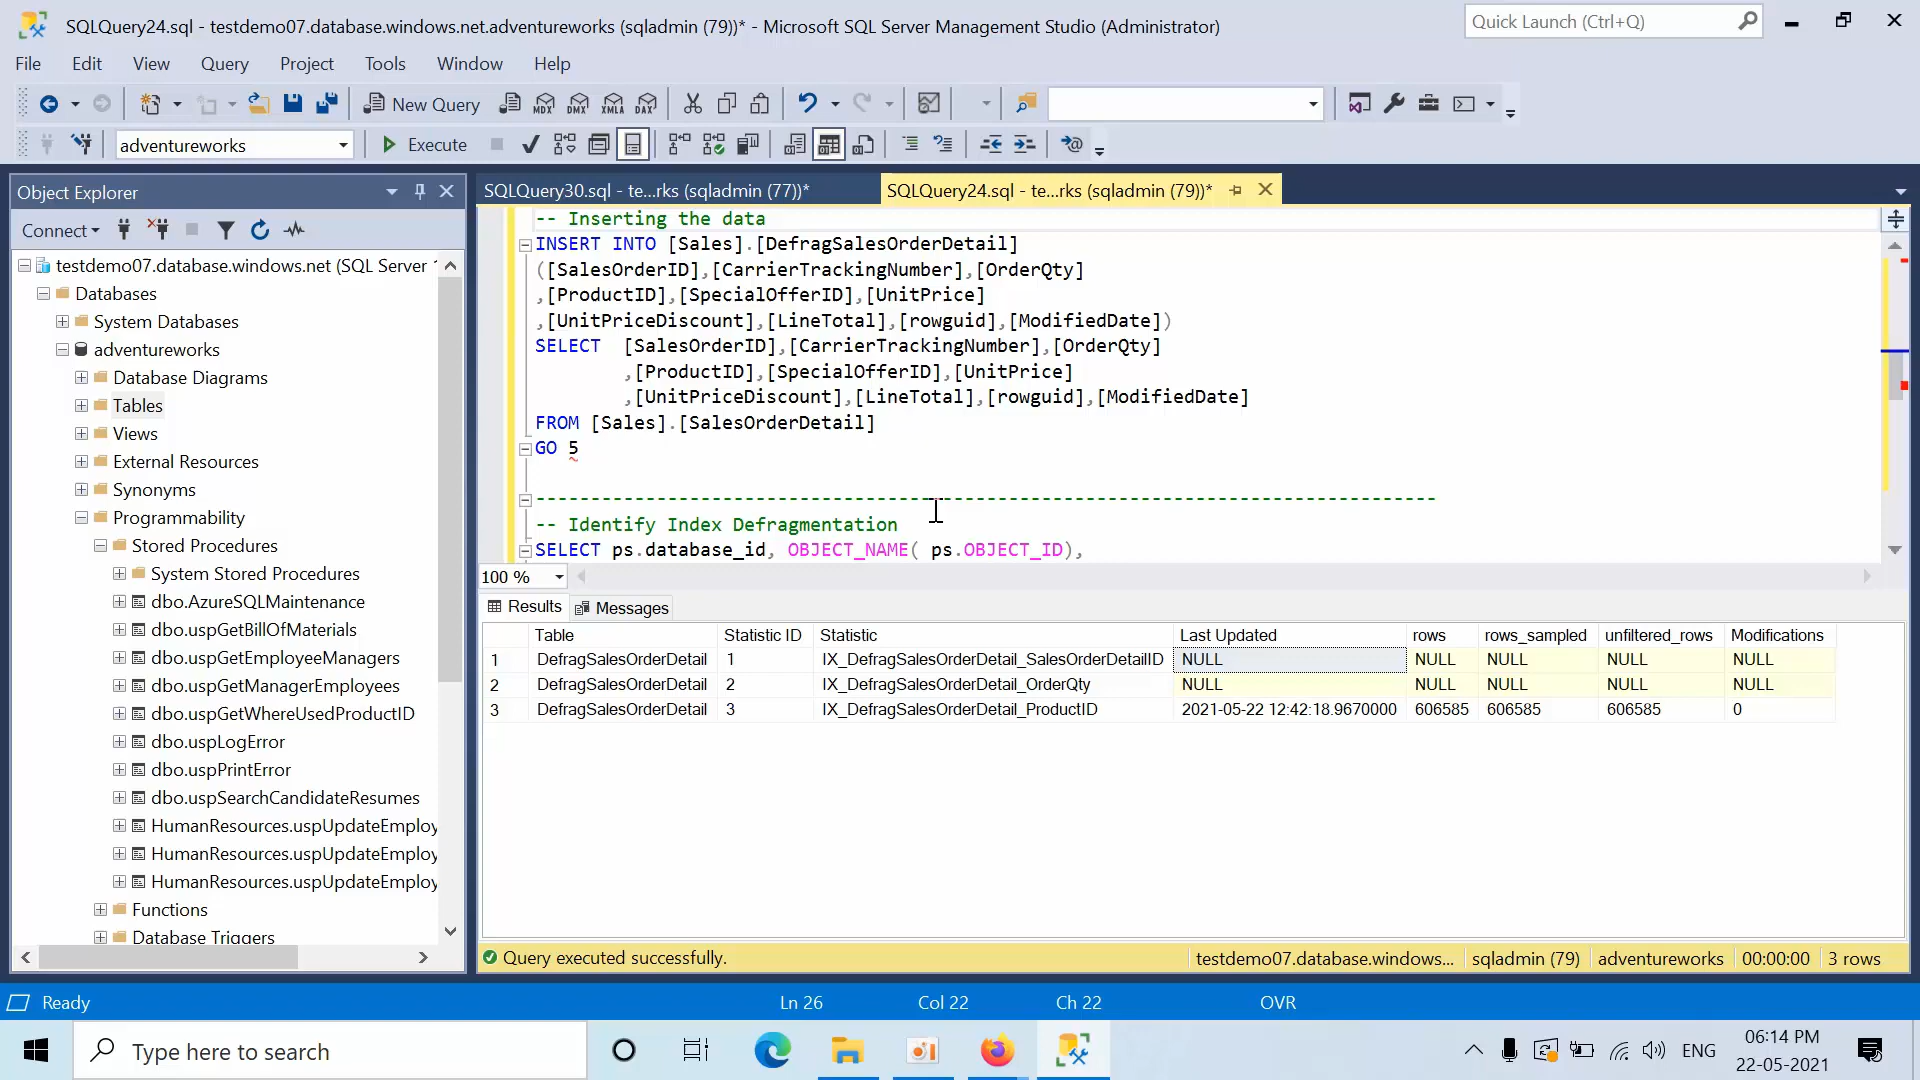 SQLQuery24.sql - testdemo07.database.windows.net.adventureworks (sqladmin (79))* - Microsoft SQL Server Management Studio (Administrator)
Quick Launch (Ctrl+Q)
File Edit View Query Project Tools Window Help
New Query MDX DMX XMLA DAX
adventureworks Execute
Object Explorer
SQLQuery30.sql - te...rks (sqladmin (77))*
SQLQuery24.sql - te...rks (sqladmin (79))*
Connect
testdemo07.database.windows.net (SQL Server
Databases
System Databases
adventureworks
Database Diagrams
Tables
Views
External Resources
Synonyms
Programmability
Stored Procedures
System Stored Procedures
dbo.AzureSQLMaintenance
dbo.uspGetBillOfMaterials
dbo.uspGetEmployeeManagers
dbo.uspGetManagerEmployees
dbo.uspGetWhereUsedProductID
dbo.uspLogError
dbo.uspPrintError
dbo.uspSearchCandidateResumes
HumanResources.uspUpdateEmploy
HumanResources.uspUpdateEmploy
HumanResources.uspUpdateEmploy
Functions
Database Triggers
-- Inserting the data
INSERT INTO [Sales].[DefragSalesOrderDetail]
([SalesOrderID],[CarrierTrackingNumber],[OrderQty]
,[ProductID],[SpecialOfferID],[UnitPrice]
,[UnitPriceDiscount],[LineTotal],[rowguid],[ModifiedDate])
SELECT [SalesOrderID],[CarrierTrackingNumber],[OrderQty]
,[ProductID],[SpecialOfferID],[UnitPrice]
,[UnitPriceDiscount],[LineTotal],[rowguid],[ModifiedDate]
FROM [Sales].[SalesOrderDetail]
GO 5
----------------------------------------------------------------------------------
-- Identify Index Defragmentation
SELECT ps.database_id, OBJECT_NAME( ps.OBJECT_ID),
100 %
Results Messages
Table Statistic ID Statistic Last Updated rows rows_sampled unfiltered_rows Modifications
1 DefragSalesOrderDetail 1 IX_DefragSalesOrderDetail_SalesOrderDetailID NULL NULL NULL NULL NULL
2 DefragSalesOrderDetail 2 IX_DefragSalesOrderDetail_OrderQty NULL NULL NULL NULL NULL
3 DefragSalesOrderDetail 3 IX_DefragSalesOrderDetail_ProductID 2021-05-22 12:42:18.9670000 606585 606585 606585 0
Query executed successfully. testdemo07.database.windows... sqladmin (79) adventureworks 00:00:00 3 rows
Ready Ln 26 Col 22 Ch 22 OVR
Type here to search
ENG
06:14 PM
22-05-2021